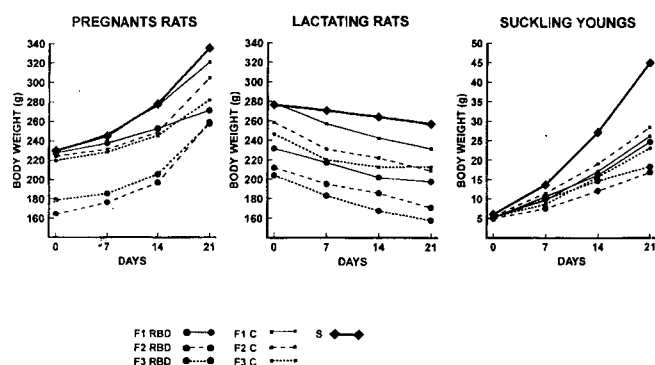 PREGNANTS RATS
LACTATING RATS
SUCKLING YOUNGS
BODY WEIGHT (g)
340
320
300
280
260
240
220
200
180
160
0 7 14 21
DAYS
BODY WEIGHT (g)
340
320
300
280
260
240
220
200
180
160
0 7 14 21
DAYS
BODY WEIGHT (g)
50
45
40
35
30
25
20
15
10
5
0 7 14 21
DAYS
F1 RBD F1 C S
F2 RBD F2 C
F3 RBD F3 C